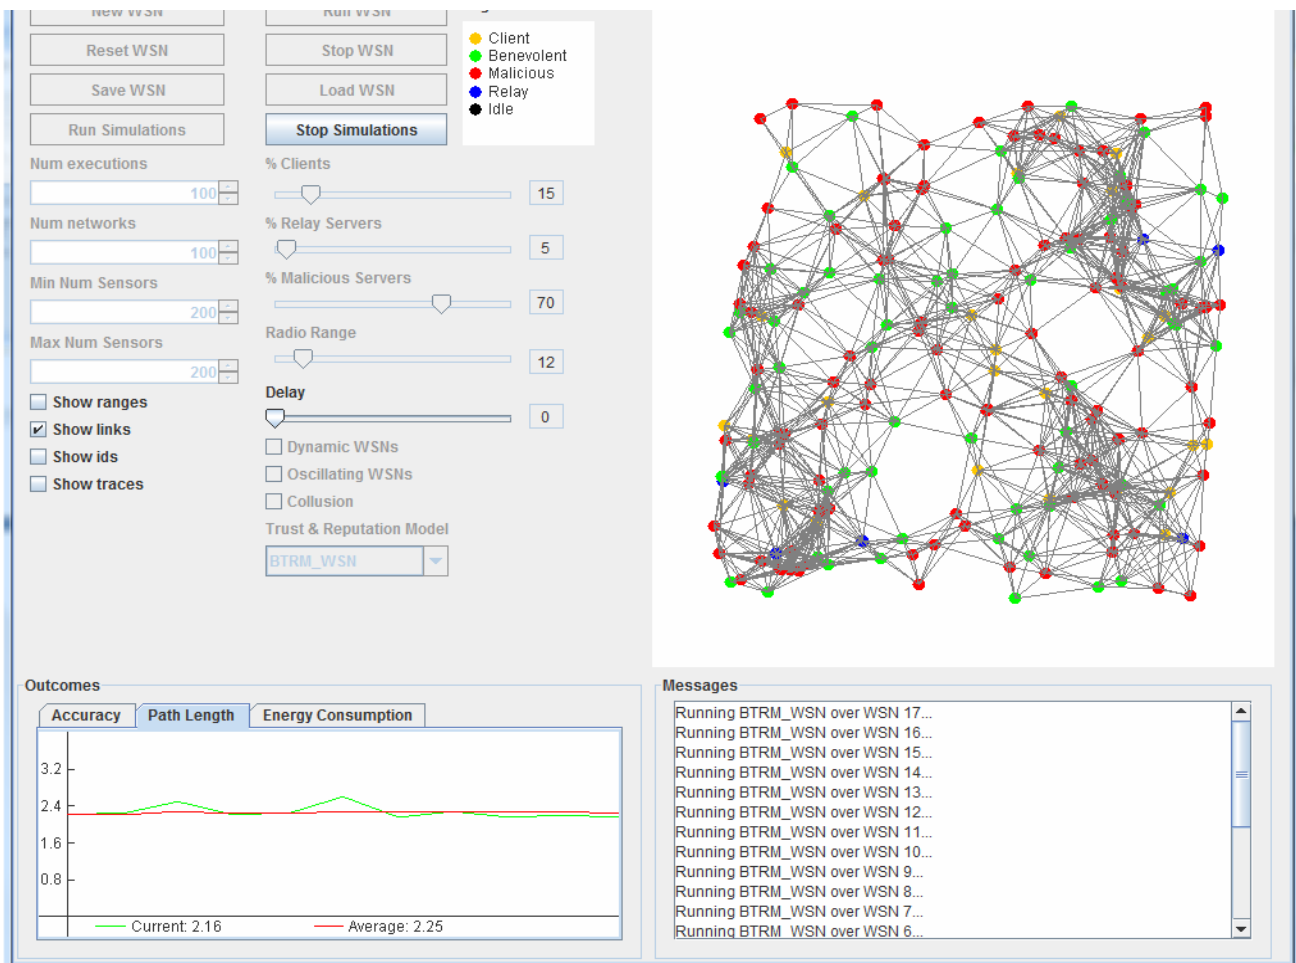 New WSN
Run WSN
Reset WSN
Stop WSN
Save WSN
Load WSN
Run Simulations
Stop Simulations
Client
Benevolent
Malicious
Relay
Idle
Num executions
100
% Clients
15
Num networks
100
% Relay Servers
5
Min Num Sensors
200
% Malicious Servers
70
Max Num Sensors
200
Radio Range
12
Show ranges
Show links
Show ids
Show traces
Delay
0
Dynamic WSNs
Oscillating WSNs
Collusion
Trust & Reputation Model
BTRM_WSN
Outcomes
Accuracy
Path Length
Energy Consumption
3.2
2.4
1.6
0.8
Current: 2.16
Average: 2.25
Messages
Running BTRM_WSN over WSN 17...
Running BTRM_WSN over WSN 16...
Running BTRM_WSN over WSN 15...
Running BTRM_WSN over WSN 14...
Running BTRM_WSN over WSN 13...
Running BTRM_WSN over WSN 12...
Running BTRM_WSN over WSN 11...
Running BTRM_WSN over WSN 10...
Running BTRM_WSN over WSN 9...
Running BTRM_WSN over WSN 8...
Running BTRM_WSN over WSN 7...
Running BTRM_WSN over WSN 6...